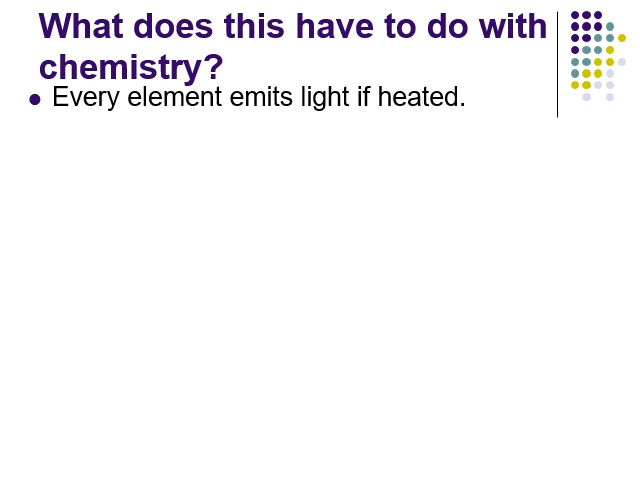 What does this have to do with
chemistry?
Every element emits light if heated.